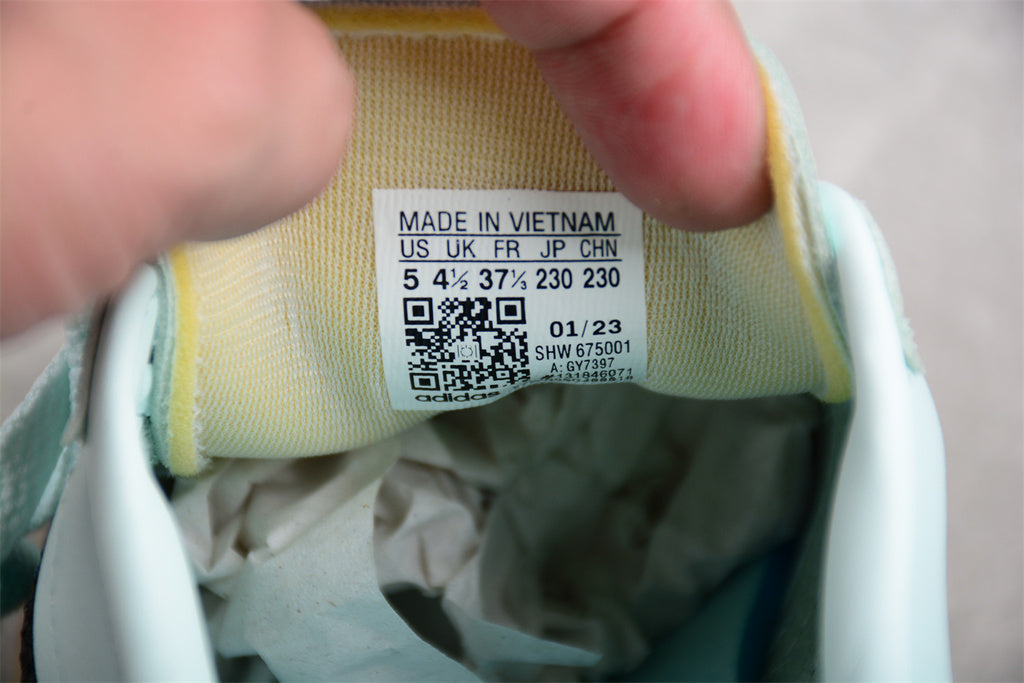 MADE IN VIETNAM
US UK FR JP CHN
5 4½ 37⅓ 230 230
01/23
SHW 675001
A: GY7397
#131846071
adidas